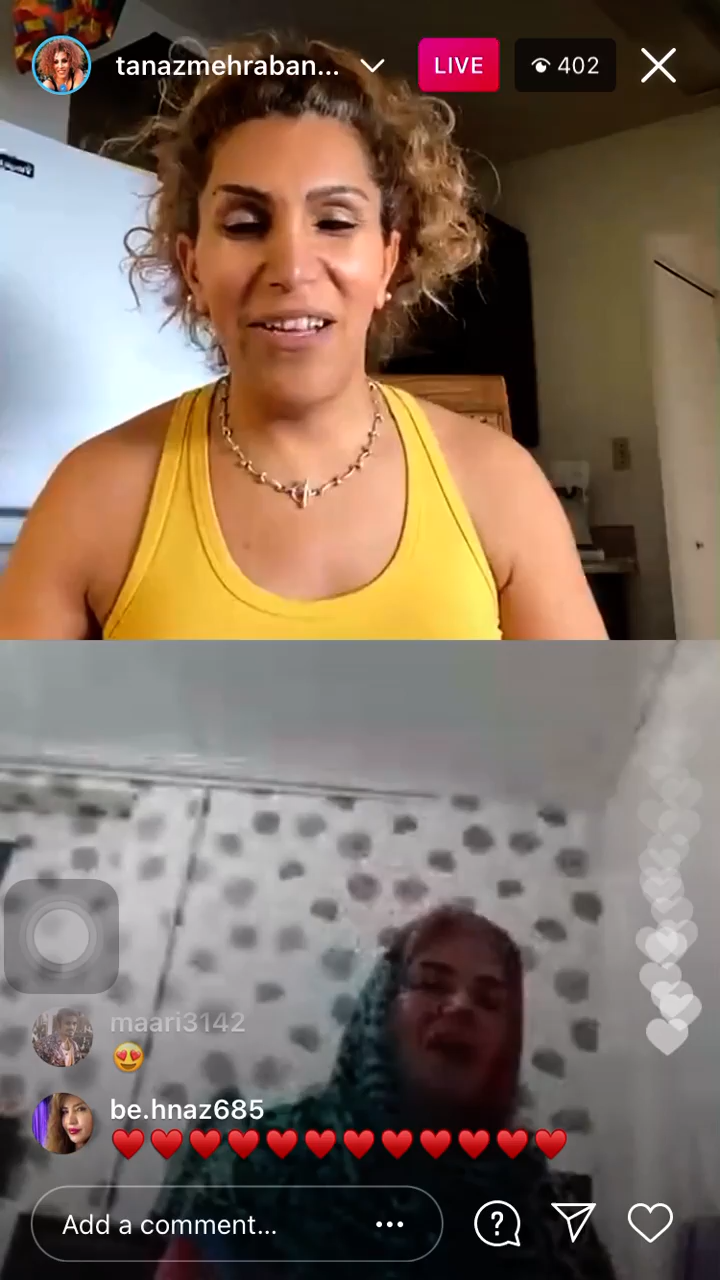 tanazmehraban...
LIVE
402
maari3142
😍
be.hnaz685
❤️❤️❤️❤️❤️❤️❤️❤️❤️❤️❤️❤️
Add a comment...